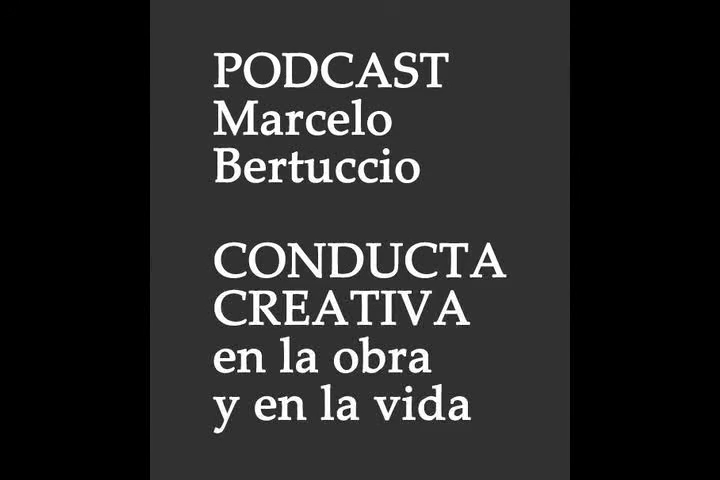 PODCAST
Marcelo
Bertuccio
CONDUCTA
CREATIVA
en la obra
y en la vida